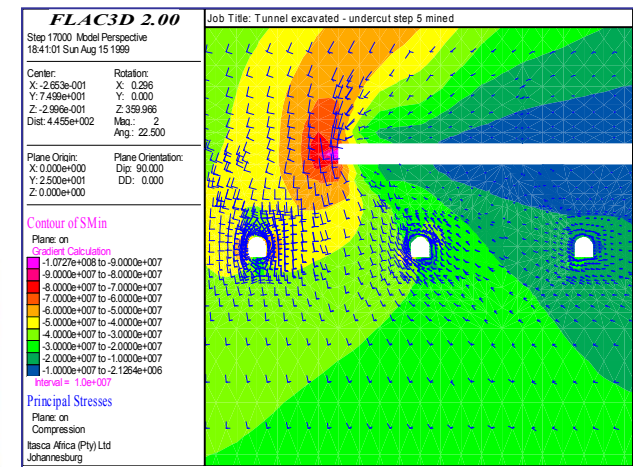 FLAC3D 2.00
Job Title: Tunnel excavated - undercut step 5 mined
Step 17000 Model Perspective
18:41:01 Sun Aug 15 1999
Center: Rotation:
X: -2.653e-001 X: 0.296
Y: 7.499e+001 Y: 0.000
Z: -2.996e-001 Z: 359.966
Dist: 4.455e+002 Mag.: 2
Ang.: 22.500
Plane Origin: Plane Orientation:
X: 0.000e+000 Dip: 90.000
Y: 2.500e+001 DD: 0.000
Z: 0.000e+000
Contour of SMin
Plane: on
Gradient Calculation
-1.0727e+008 to -9.0000e+007
-9.0000e+007 to -8.0000e+007
-8.0000e+007 to -7.0000e+007
-7.0000e+007 to -6.0000e+007
-6.0000e+007 to -5.0000e+007
-5.0000e+007 to -4.0000e+007
-4.0000e+007 to -3.0000e+007
-3.0000e+007 to -2.0000e+007
-2.0000e+007 to -1.0000e+007
-1.0000e+007 to -2.1264e+006
Interval = 1.0e+007
Principal Stresses
Plane: on
Compression
Itasca Africa (Pty) Ltd
Johannesburg